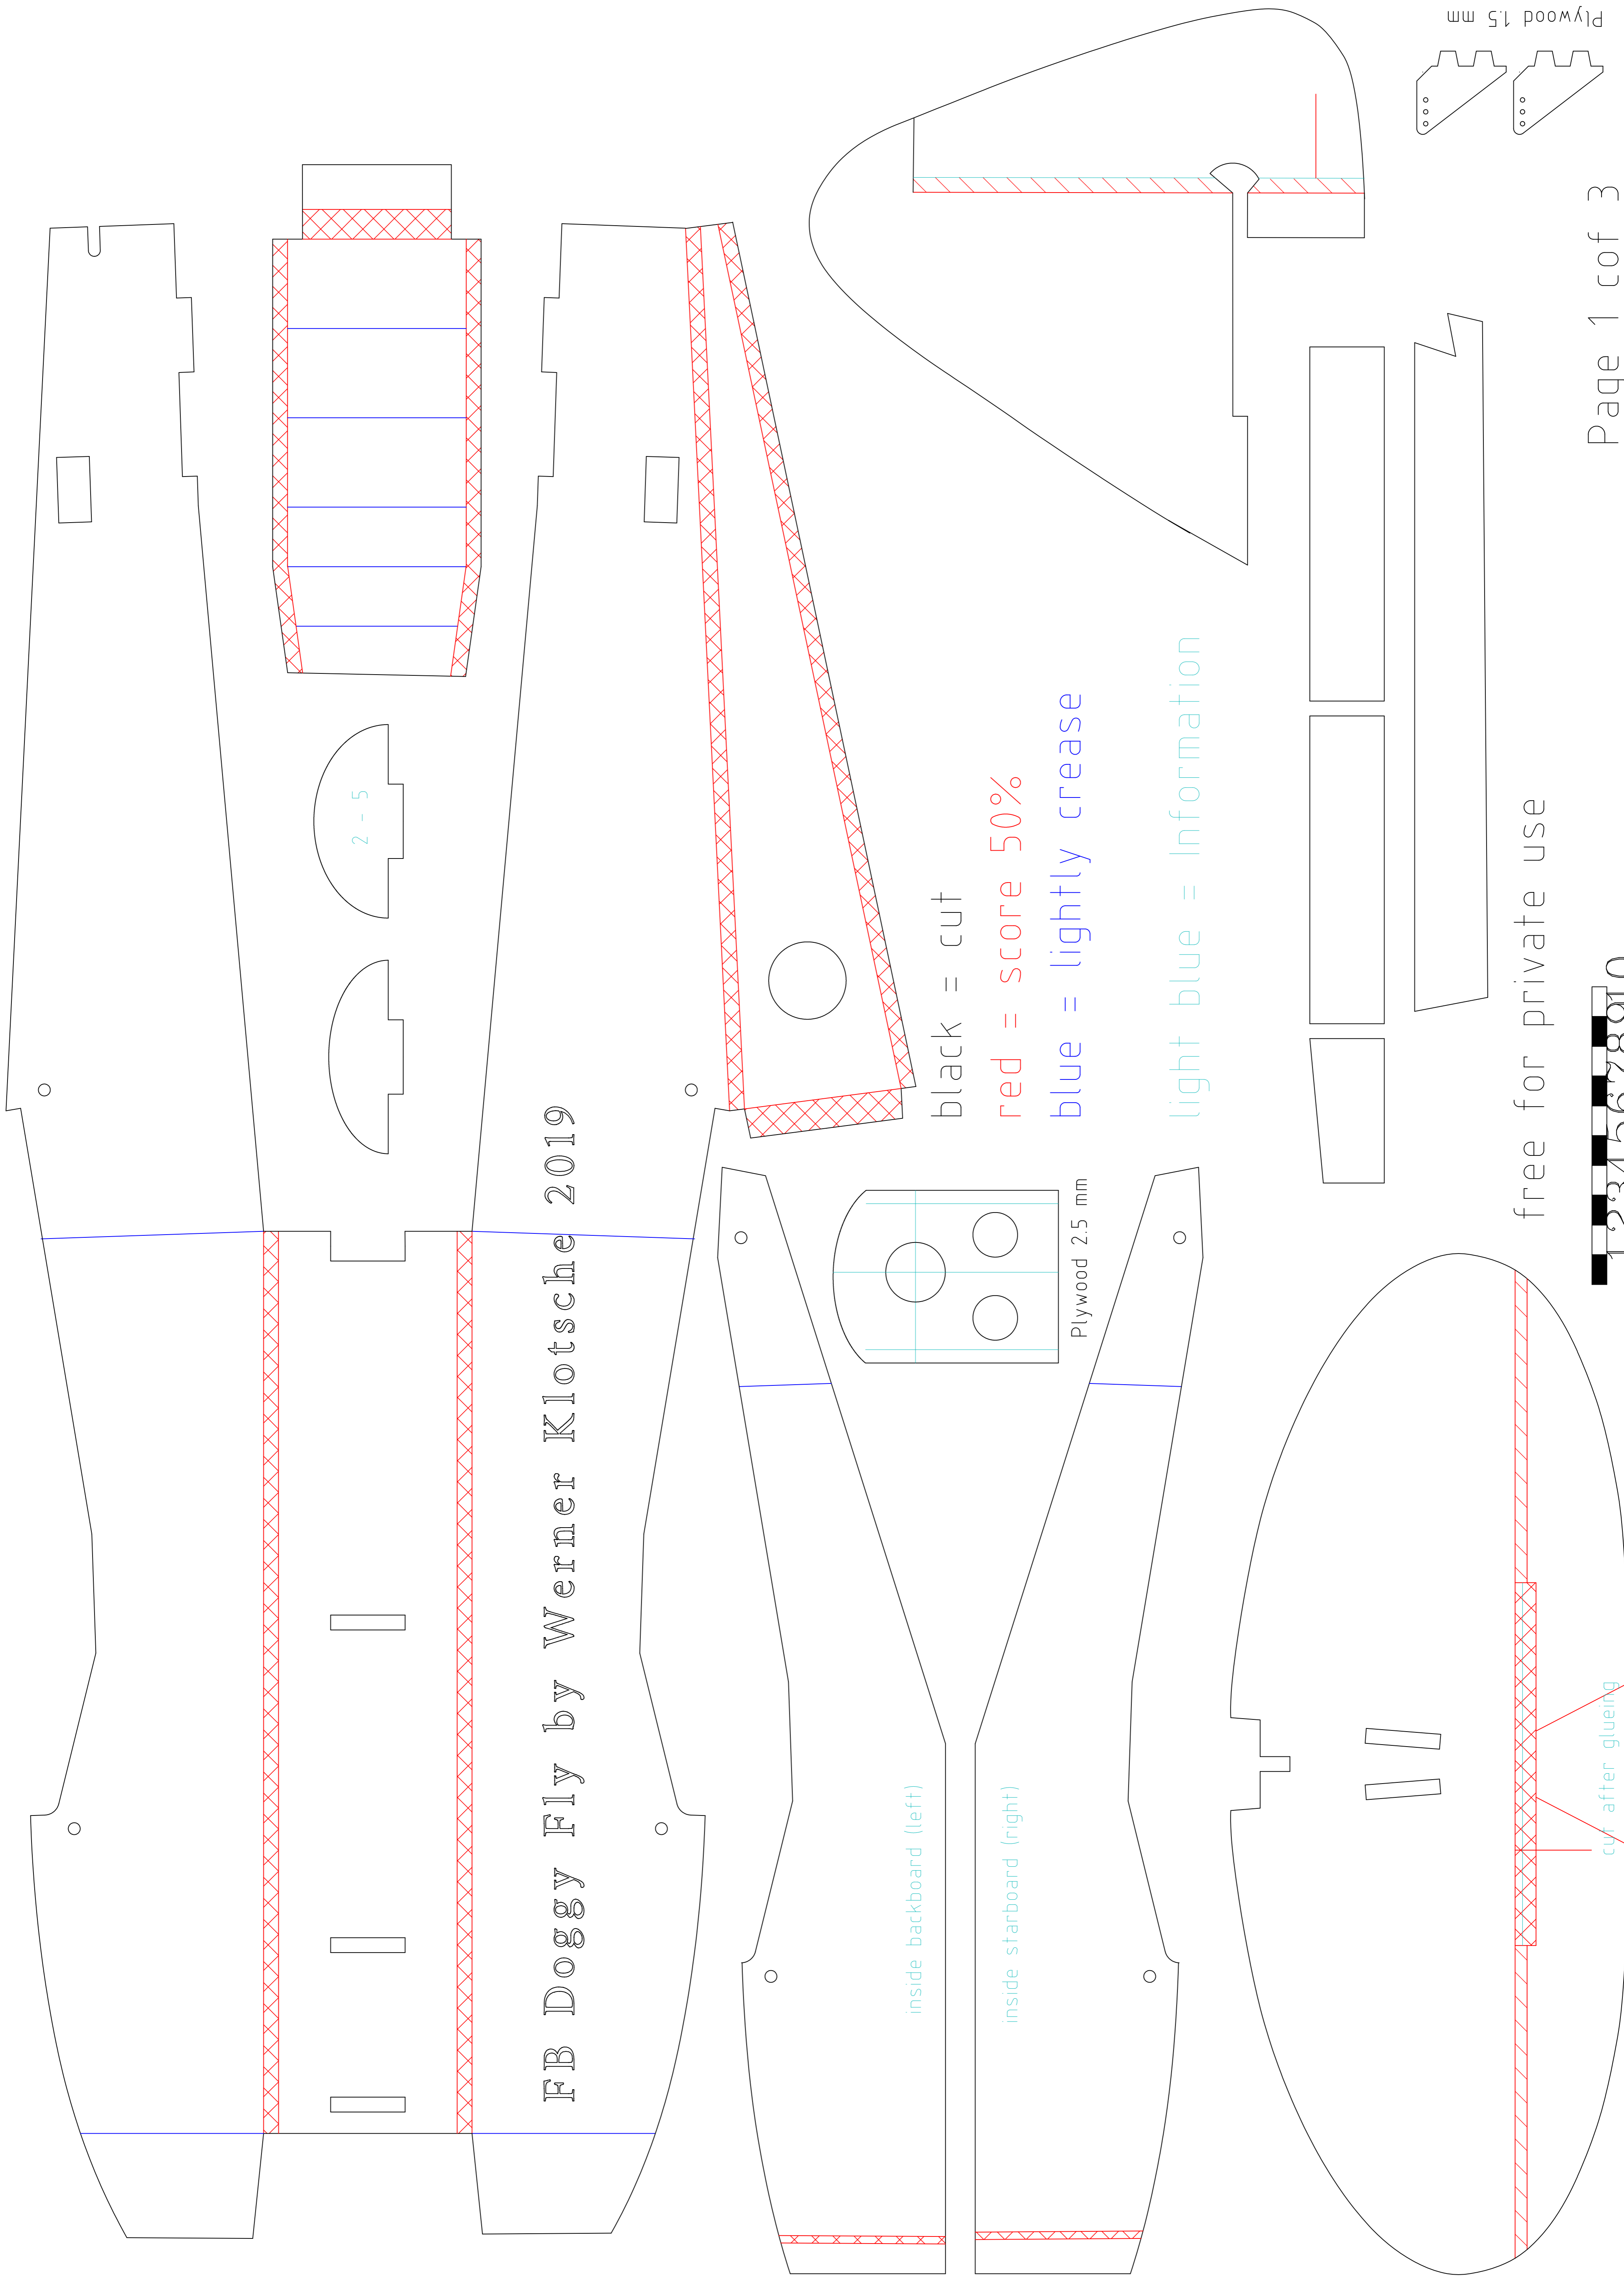 Plywood 1.5 mm
Page 1 cof 3
2 - 5
black = cut
red = score 50%
blue = lightly crease
light blue = Information
free for private use
12345678910
FB Doggy Fly by Werner Klotsche 2019
Plywood 2.5 mm
inside backboard (left)
inside starboard (right)
cut after glueing